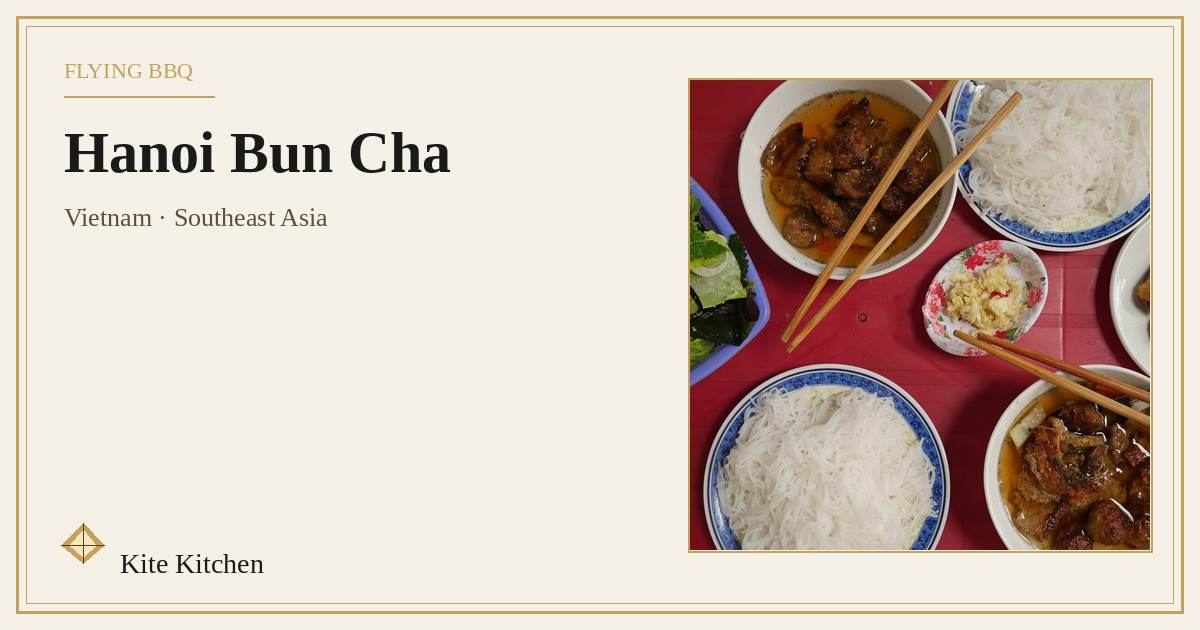 FLYING BBQ
Hanoi Bun Cha
Vietnam · Southeast Asia
Kite Kitchen